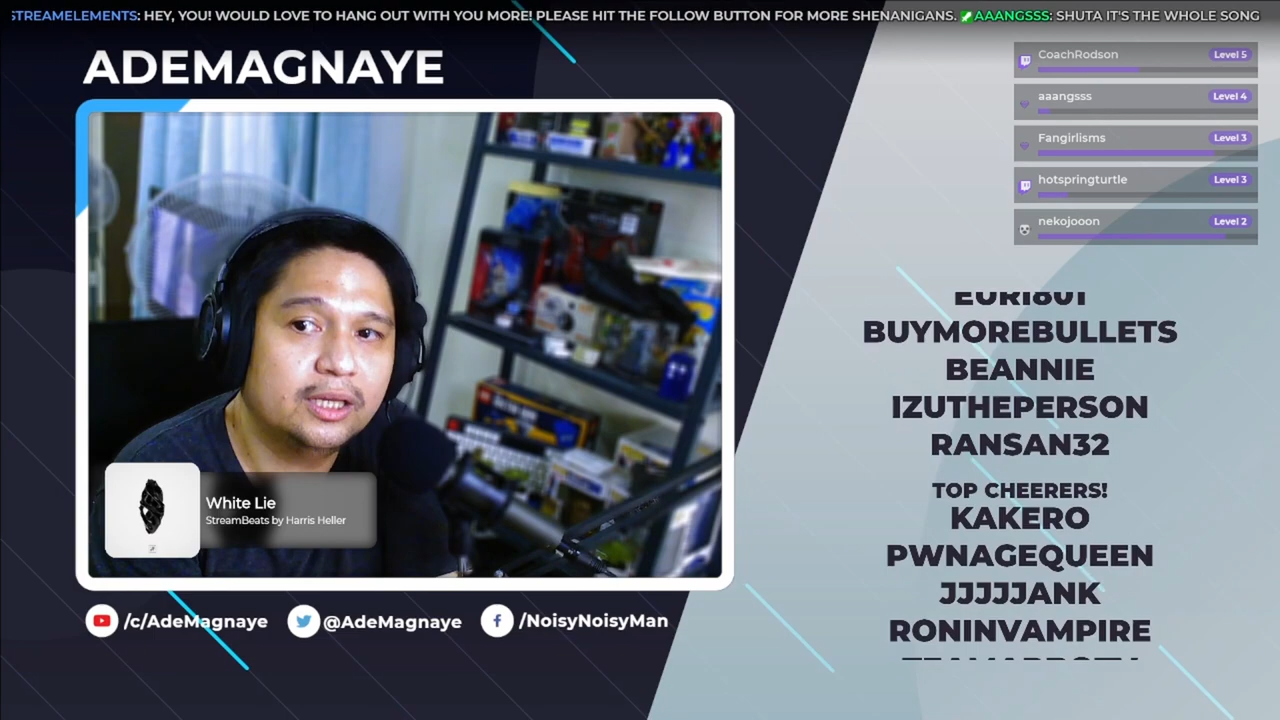 STREAMELEMENTS: HEY, YOU! WOULD LOVE TO HANG OUT WITH YOU MORE! PLEASE HIT THE FOLLOW BUTTON FOR MORE SHENANIGANS. AAANGSSS: SHUTA IT'S THE WHOLE SONG
ADEMAGNAYE
CoachRodson Level 5
aaangsss Level 4
Fangirlisms Level 3
hotspringturtle Level 3
nekojooon Level 2
BUYMOREBULLETS
BEANNIE
IZUTHEPERSON
RANSAN32
TOP CHEERERS!
KAKERO
PWNAGEQUEEN
JJJJJANK
RONINVAMPIRE
White Lie
StreamBeats by Harris Heller
/c/AdeMagnaye @AdeMagnaye /NoisyNoisyMan